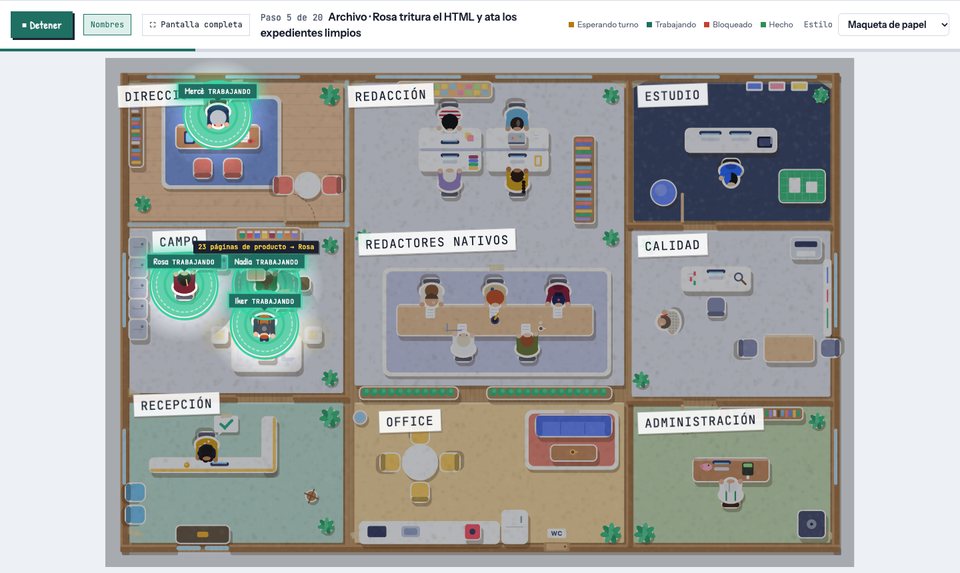 ■ Detener
Nombres
Pantalla completa
Paso 5 de 20 Archivo · Rosa tritura el HTML y ata los
expedientes limpios
Esperando turno
Trabajando
Bloqueado
Hecho
Estilo
Maqueta de papel
DIRECCI
Mercè TRABAJANDO
REDACCIÓN
ESTUDIO
CAMPO
23 páginas de producto → Rosa
Rosa TRABAJANDO
Nadia TRABAJANDO
Iker TRABAJANDO
REDACTORES NATIVOS
CALIDAD
RECEPCIÓN
OFFICE
ADMINISTRACIÓN
WC